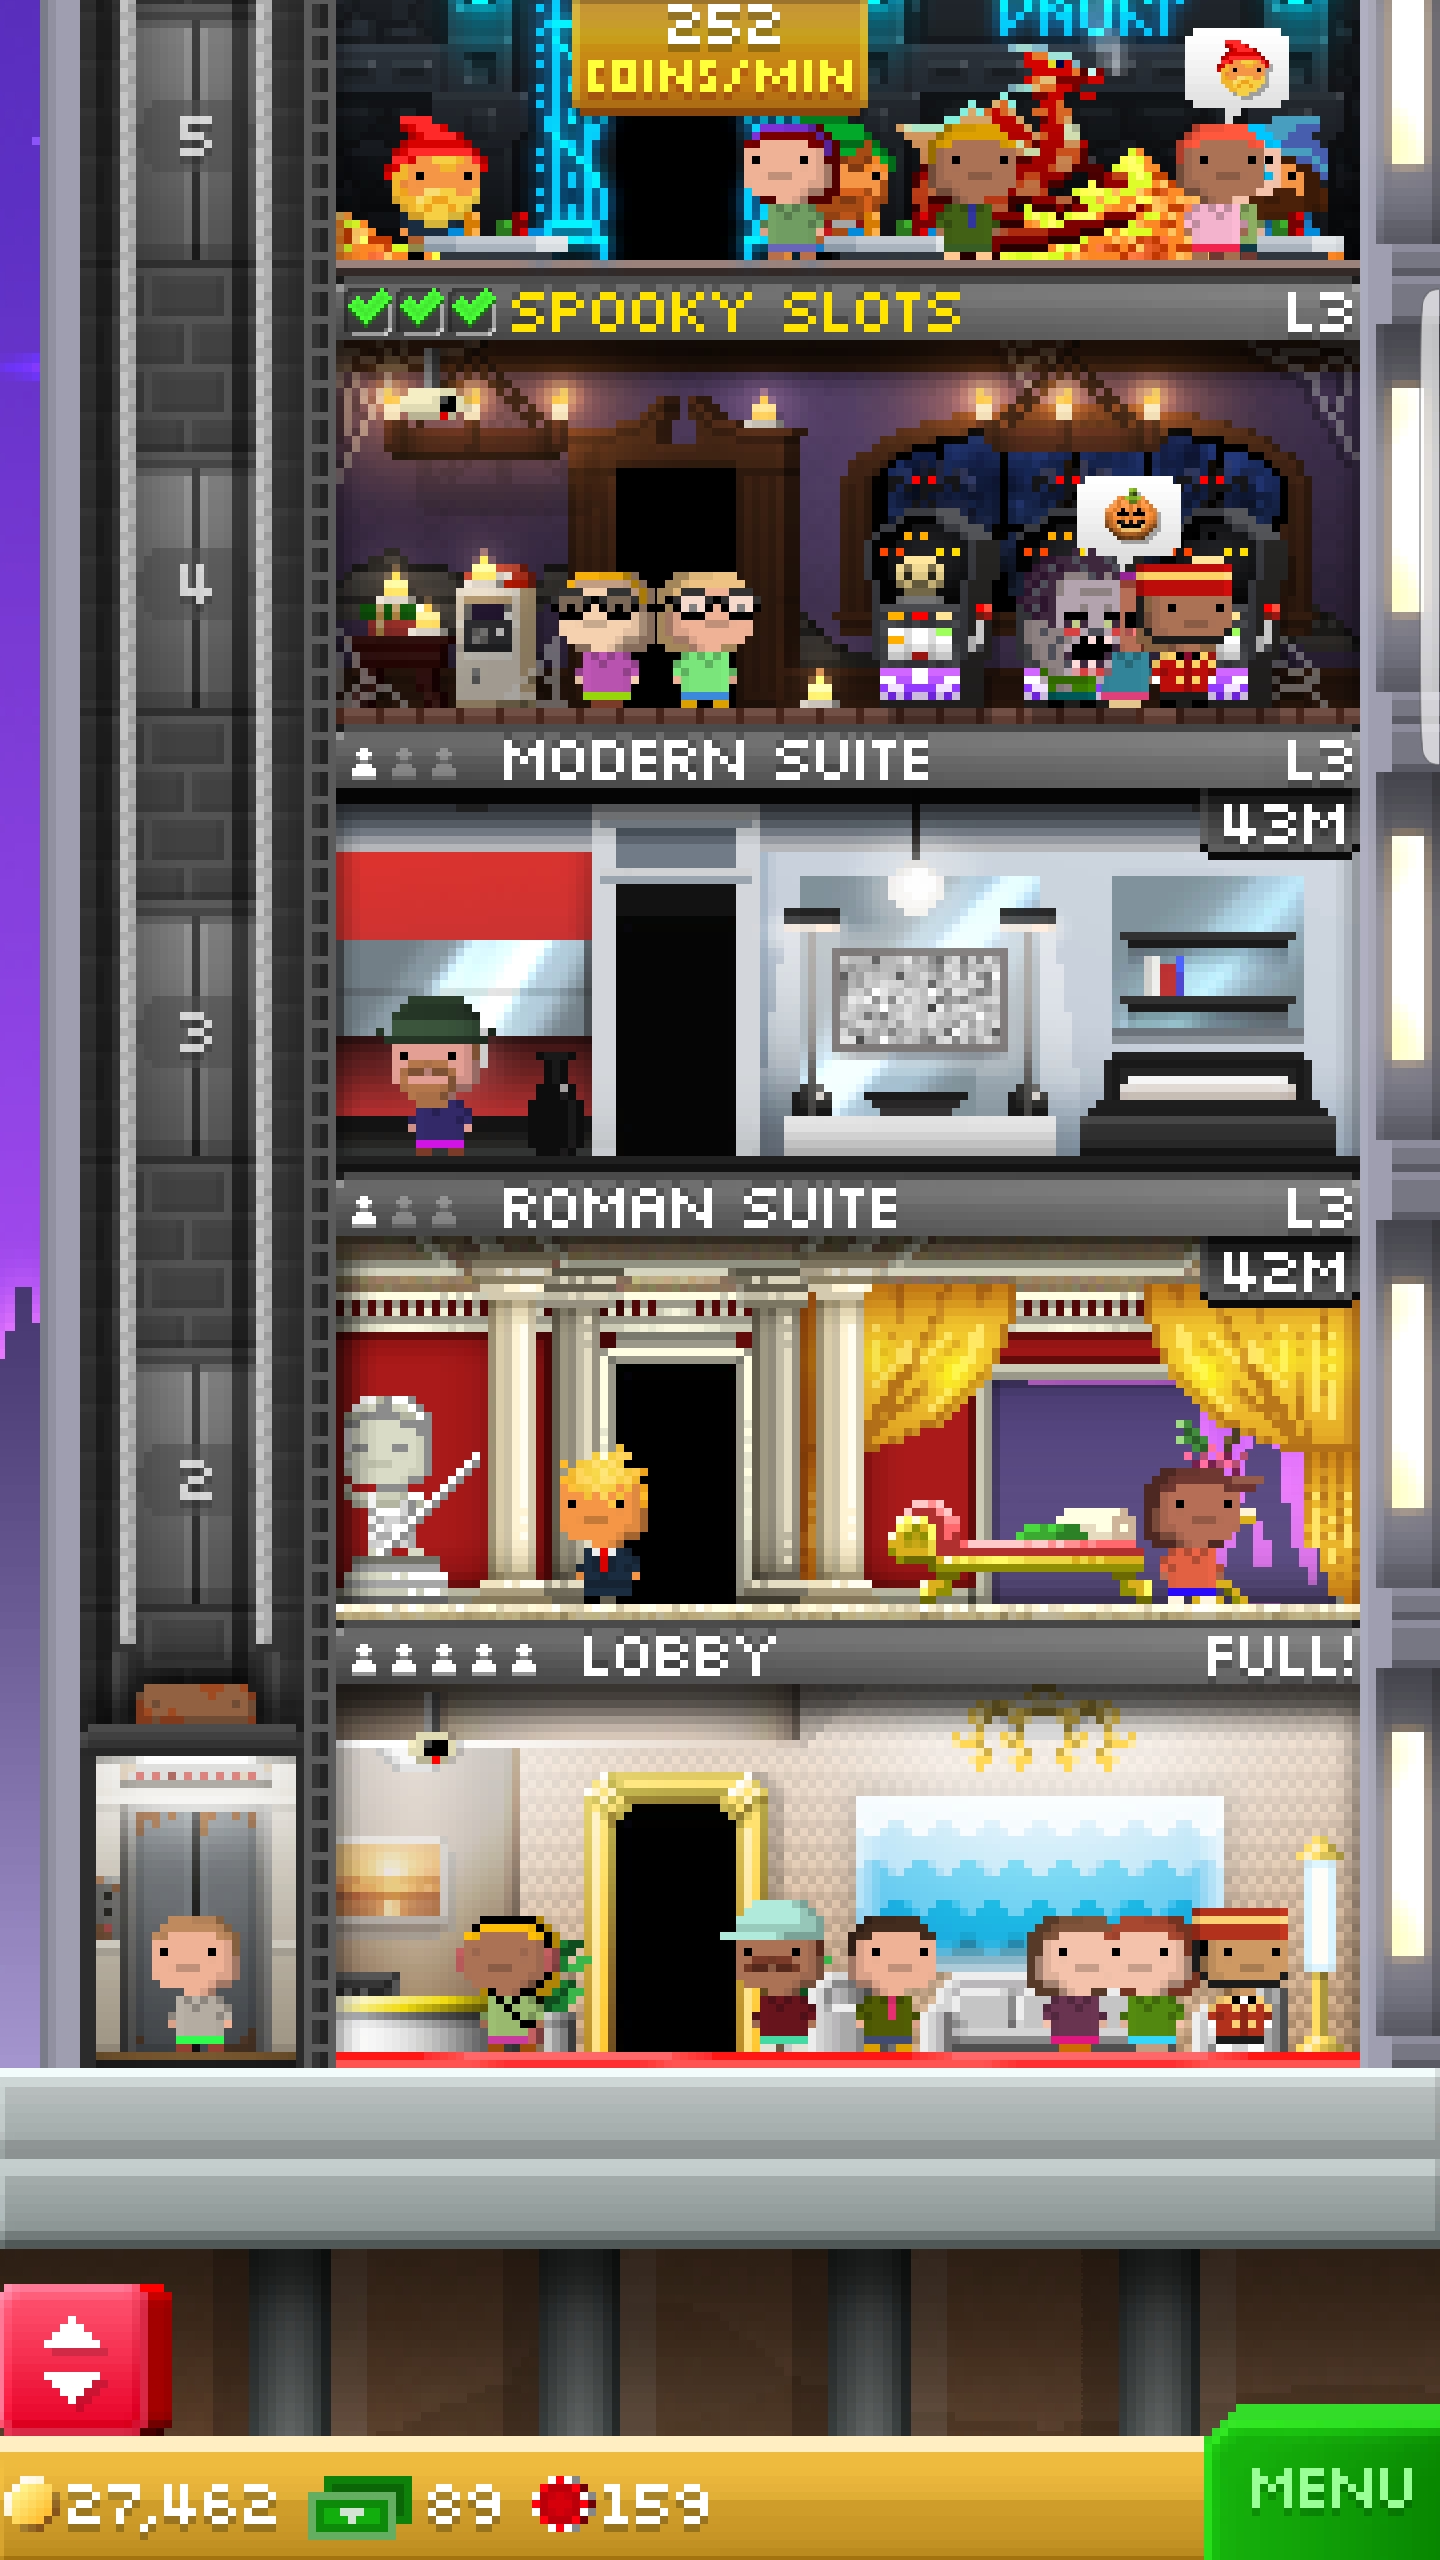 252
COINS/MIN
5
SPOOKY SLOTS L3
4
MODERN SUITE L3
43M
3
ROMAN SUITE L3
42M
2
LOBBY FULL!
27,462 89 159
MENU